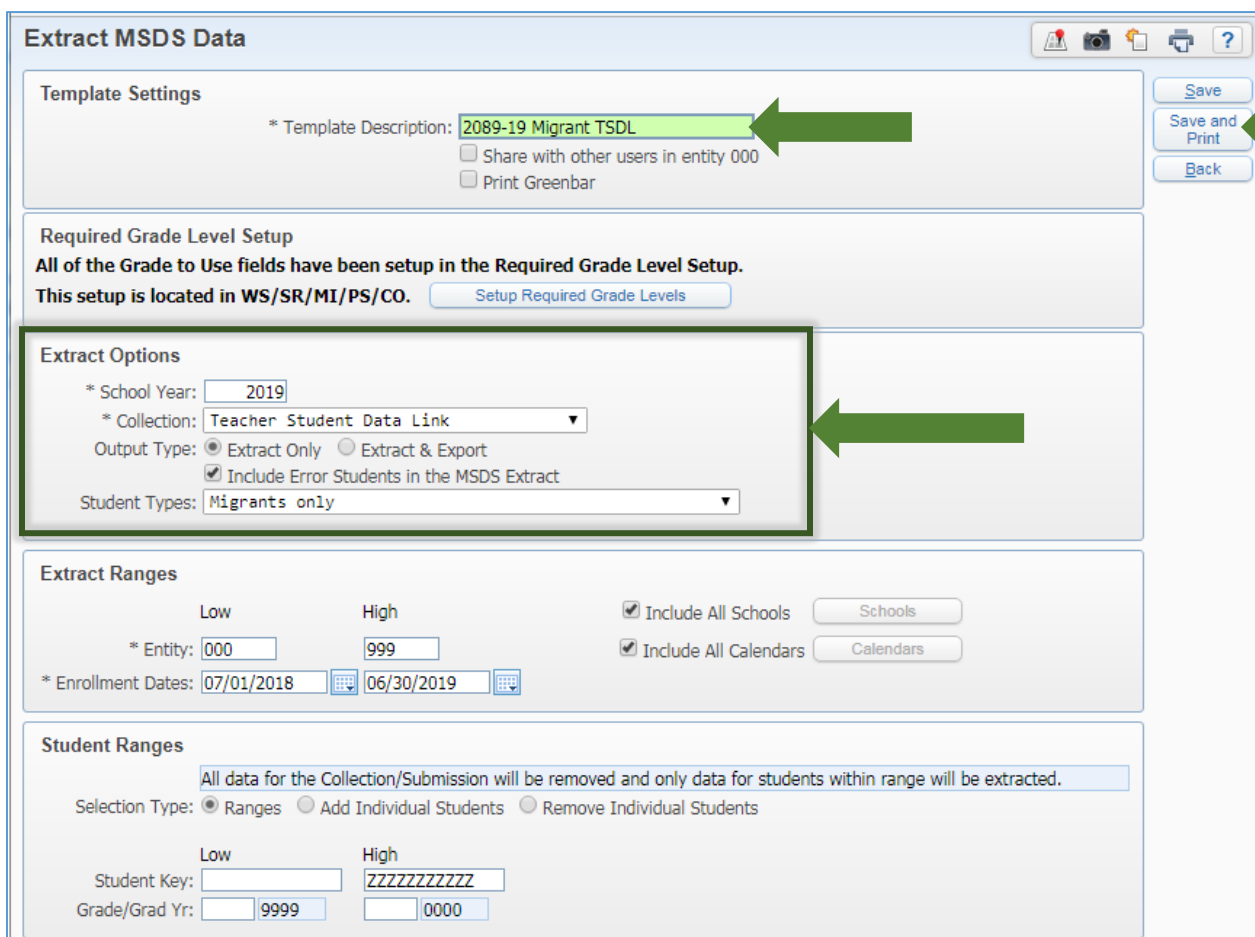 Extract MSDS Data
?
Template Settings
* Template Description: 2089-19 Migrant TSDL
Share with other users in entity 000
Print Greenbar
Save
Save and Print
Back
Required Grade Level Setup
All of the Grade to Use fields have been setup in the Required Grade Level Setup.
This setup is located in WS/SR/MI/PS/CO. Setup Required Grade Levels
Extract Options
* School Year: 2019
* Collection: Teacher Student Data Link
Output Type: Extract Only Extract & Export
Include Error Students in the MSDS Extract
Student Types: Migrants only
Extract Ranges
Low High Include All Schools Schools
* Entity: 000 999 Include All Calendars Calendars
* Enrollment Dates: 07/01/2018 06/30/2019
Student Ranges
All data for the Collection/Submission will be removed and only data for students within range will be extracted.
Selection Type: Ranges Add Individual Students Remove Individual Students
Low High
Student Key: ZZZZZZZZZZZ
Grade/Grad Yr: 9999 0000